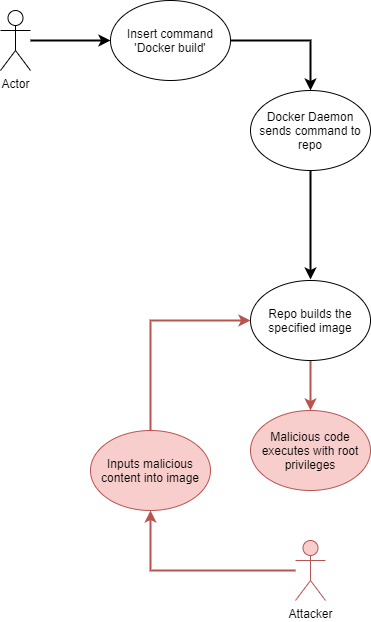 Insert command
'Docker build'
Actor
Docker Daemon
sends command to
repo
Repo builds the
specified image
Malicious code
executes with root
privileges
Inputs malicious
content into image
Attacker